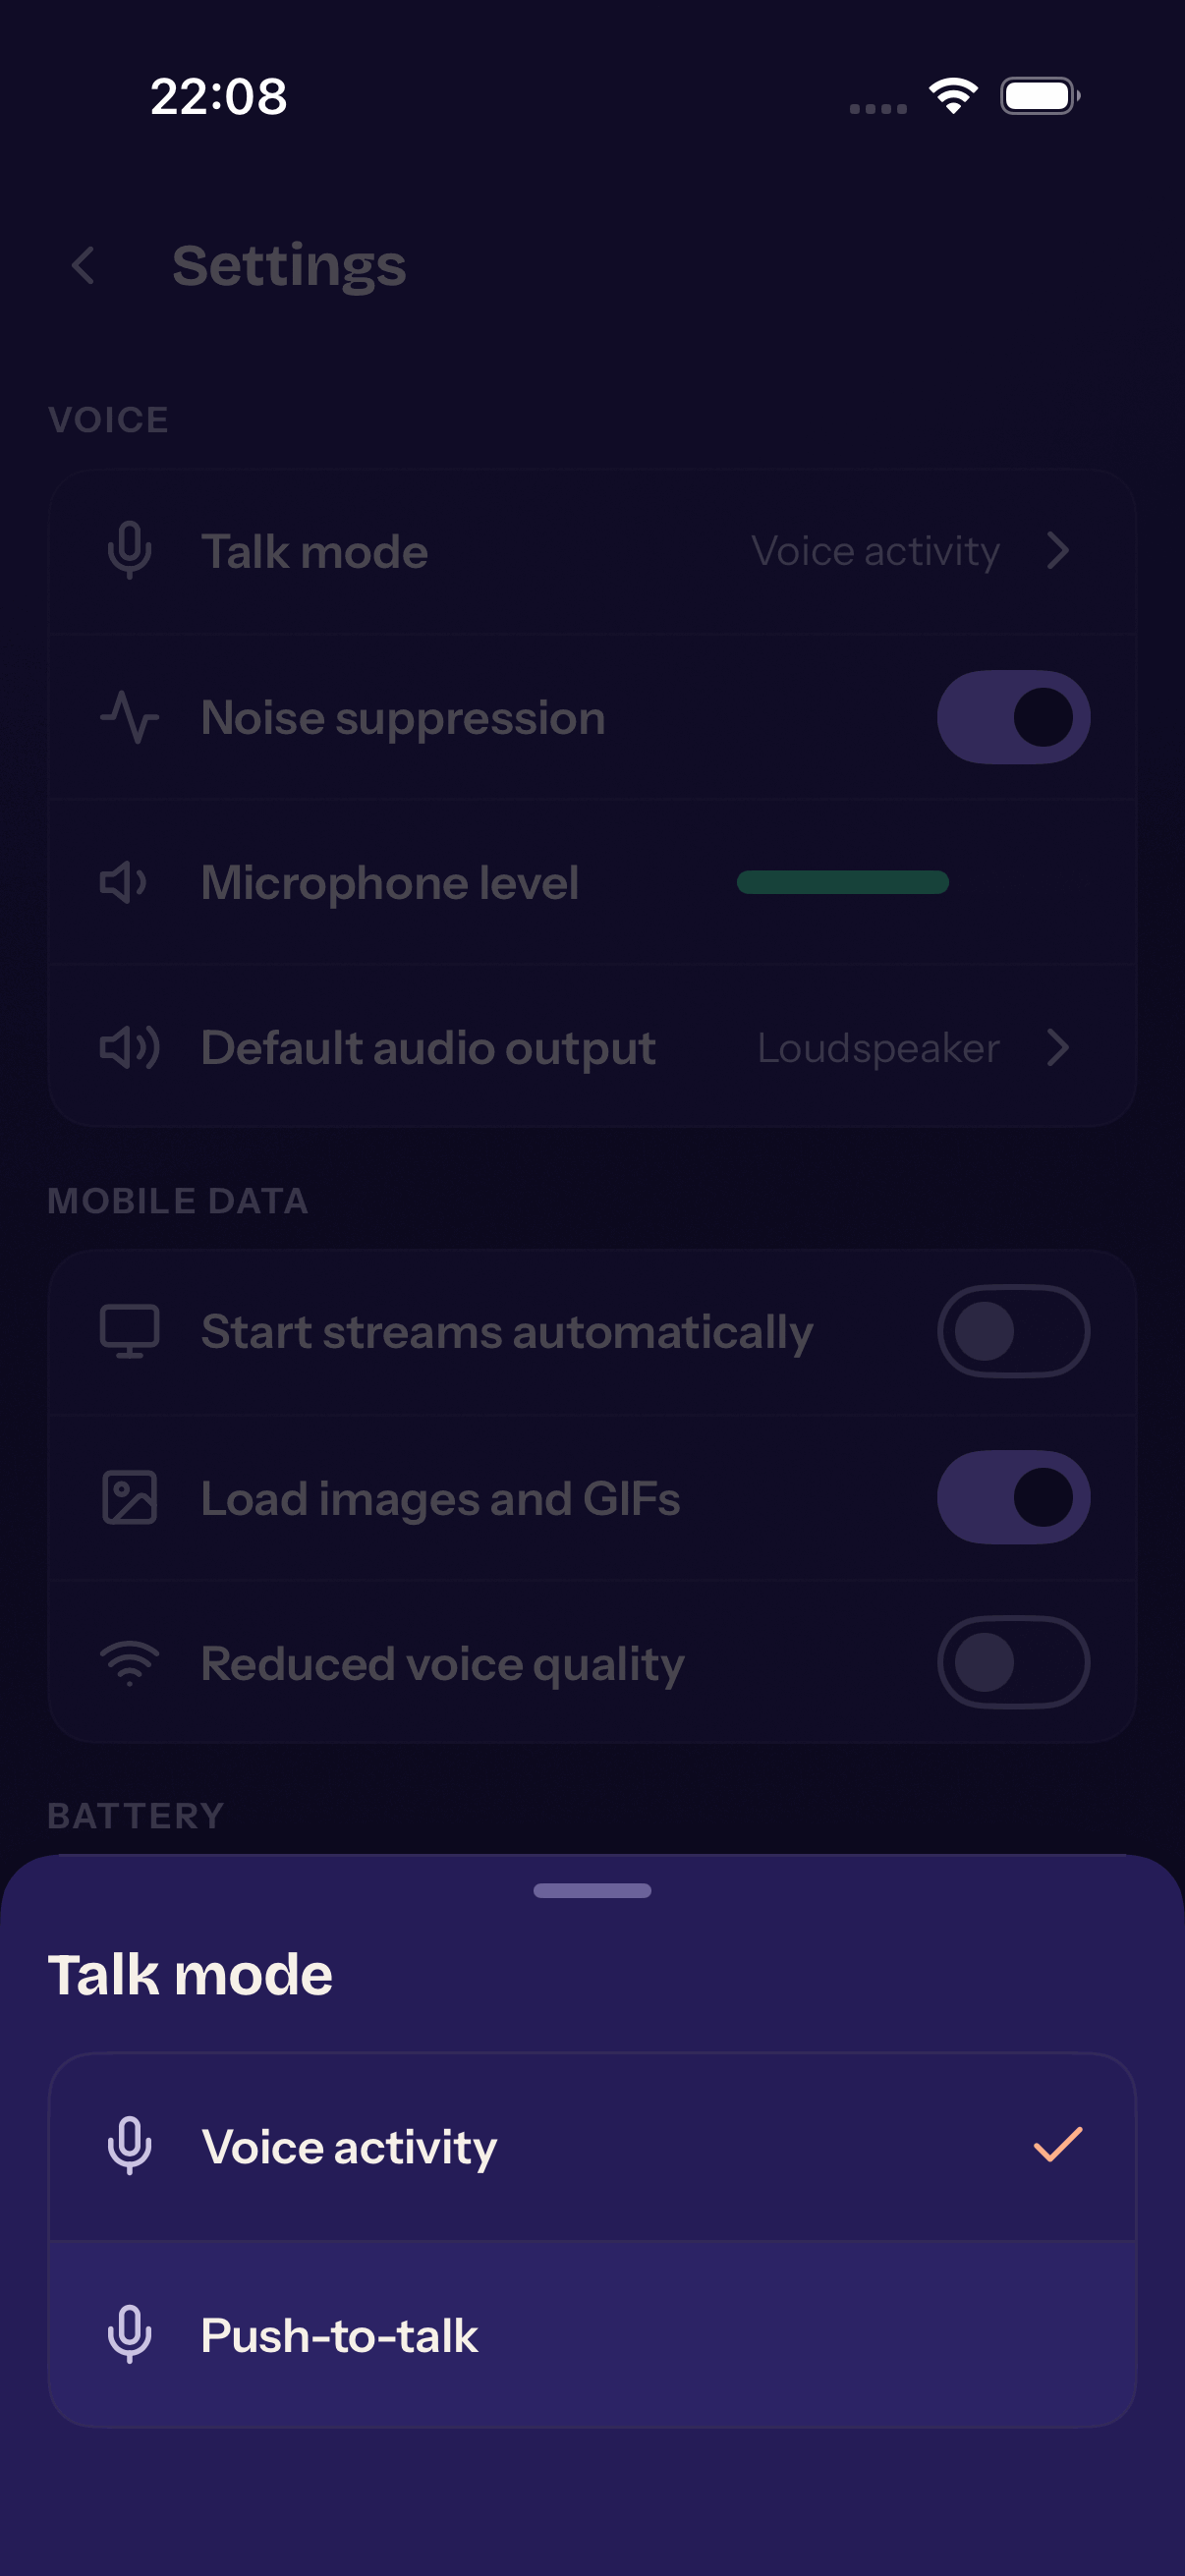 22:08
Settings
VOICE
Talk mode
Voice activity
Noise suppression
Microphone level
Default audio output
Loudspeaker
MOBILE DATA
Start streams automatically
Load images and GIFs
Reduced voice quality
BATTERY
Talk mode
Voice activity
Push-to-talk